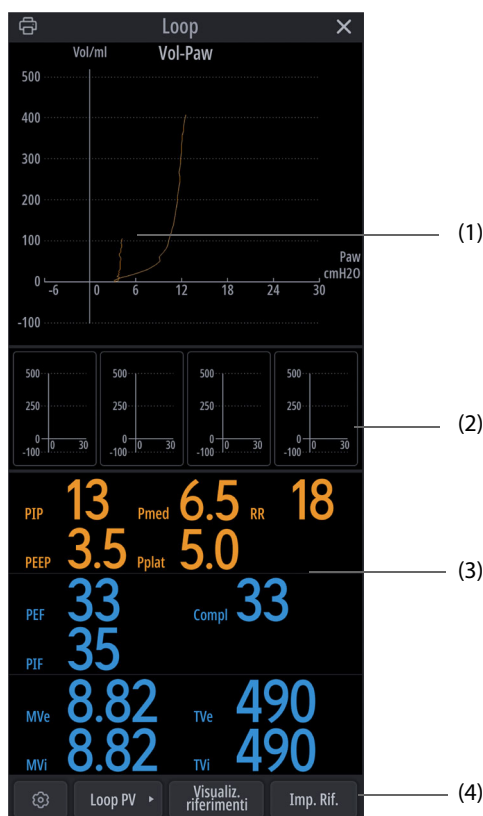 Loop
Vol/ml Vol-Paw
500
400
300
200
100
0
-100
-6 0 6 12 18 24 30
Paw
cmH2O
(1)
500 500 500 500
250 250 250 250
0 0 0 0
-100 0 30 -100 0 30 -100 0 30 -100 0 30
(2)
PIP 13 Pmed 6.5 RR 18
PEEP 3.5 Pplat 5.0
(3)
PEF 33 Compl 33
PIF 35
MVe 8.82 TVe 490
MVi 8.82 TVi 490
Loop PV Visualiz. riferimenti Imp. Rif.
(4)